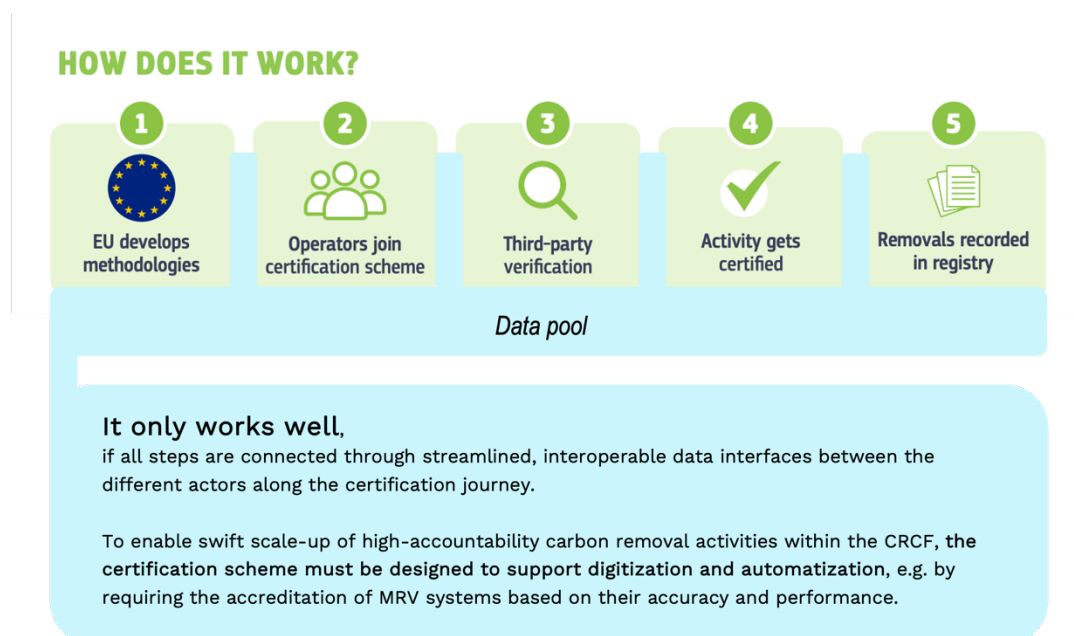 HOW DOES IT WORK?
1
2
3
4
5
EU develops
methodologies
Operators join
certification scheme
Third-party
verification
Activity gets
certified
Removals recorded
in registry
Data pool
It only works well,
if all steps are connected through streamlined, interoperable data interfaces between the
different actors along the certification journey.
To enable swift scale-up of high-accountability carbon removal activities within the CRCF, the
certification scheme must be designed to support digitization and automatization, e.g. by
requiring the accreditation of MRV systems based on their accuracy and performance.